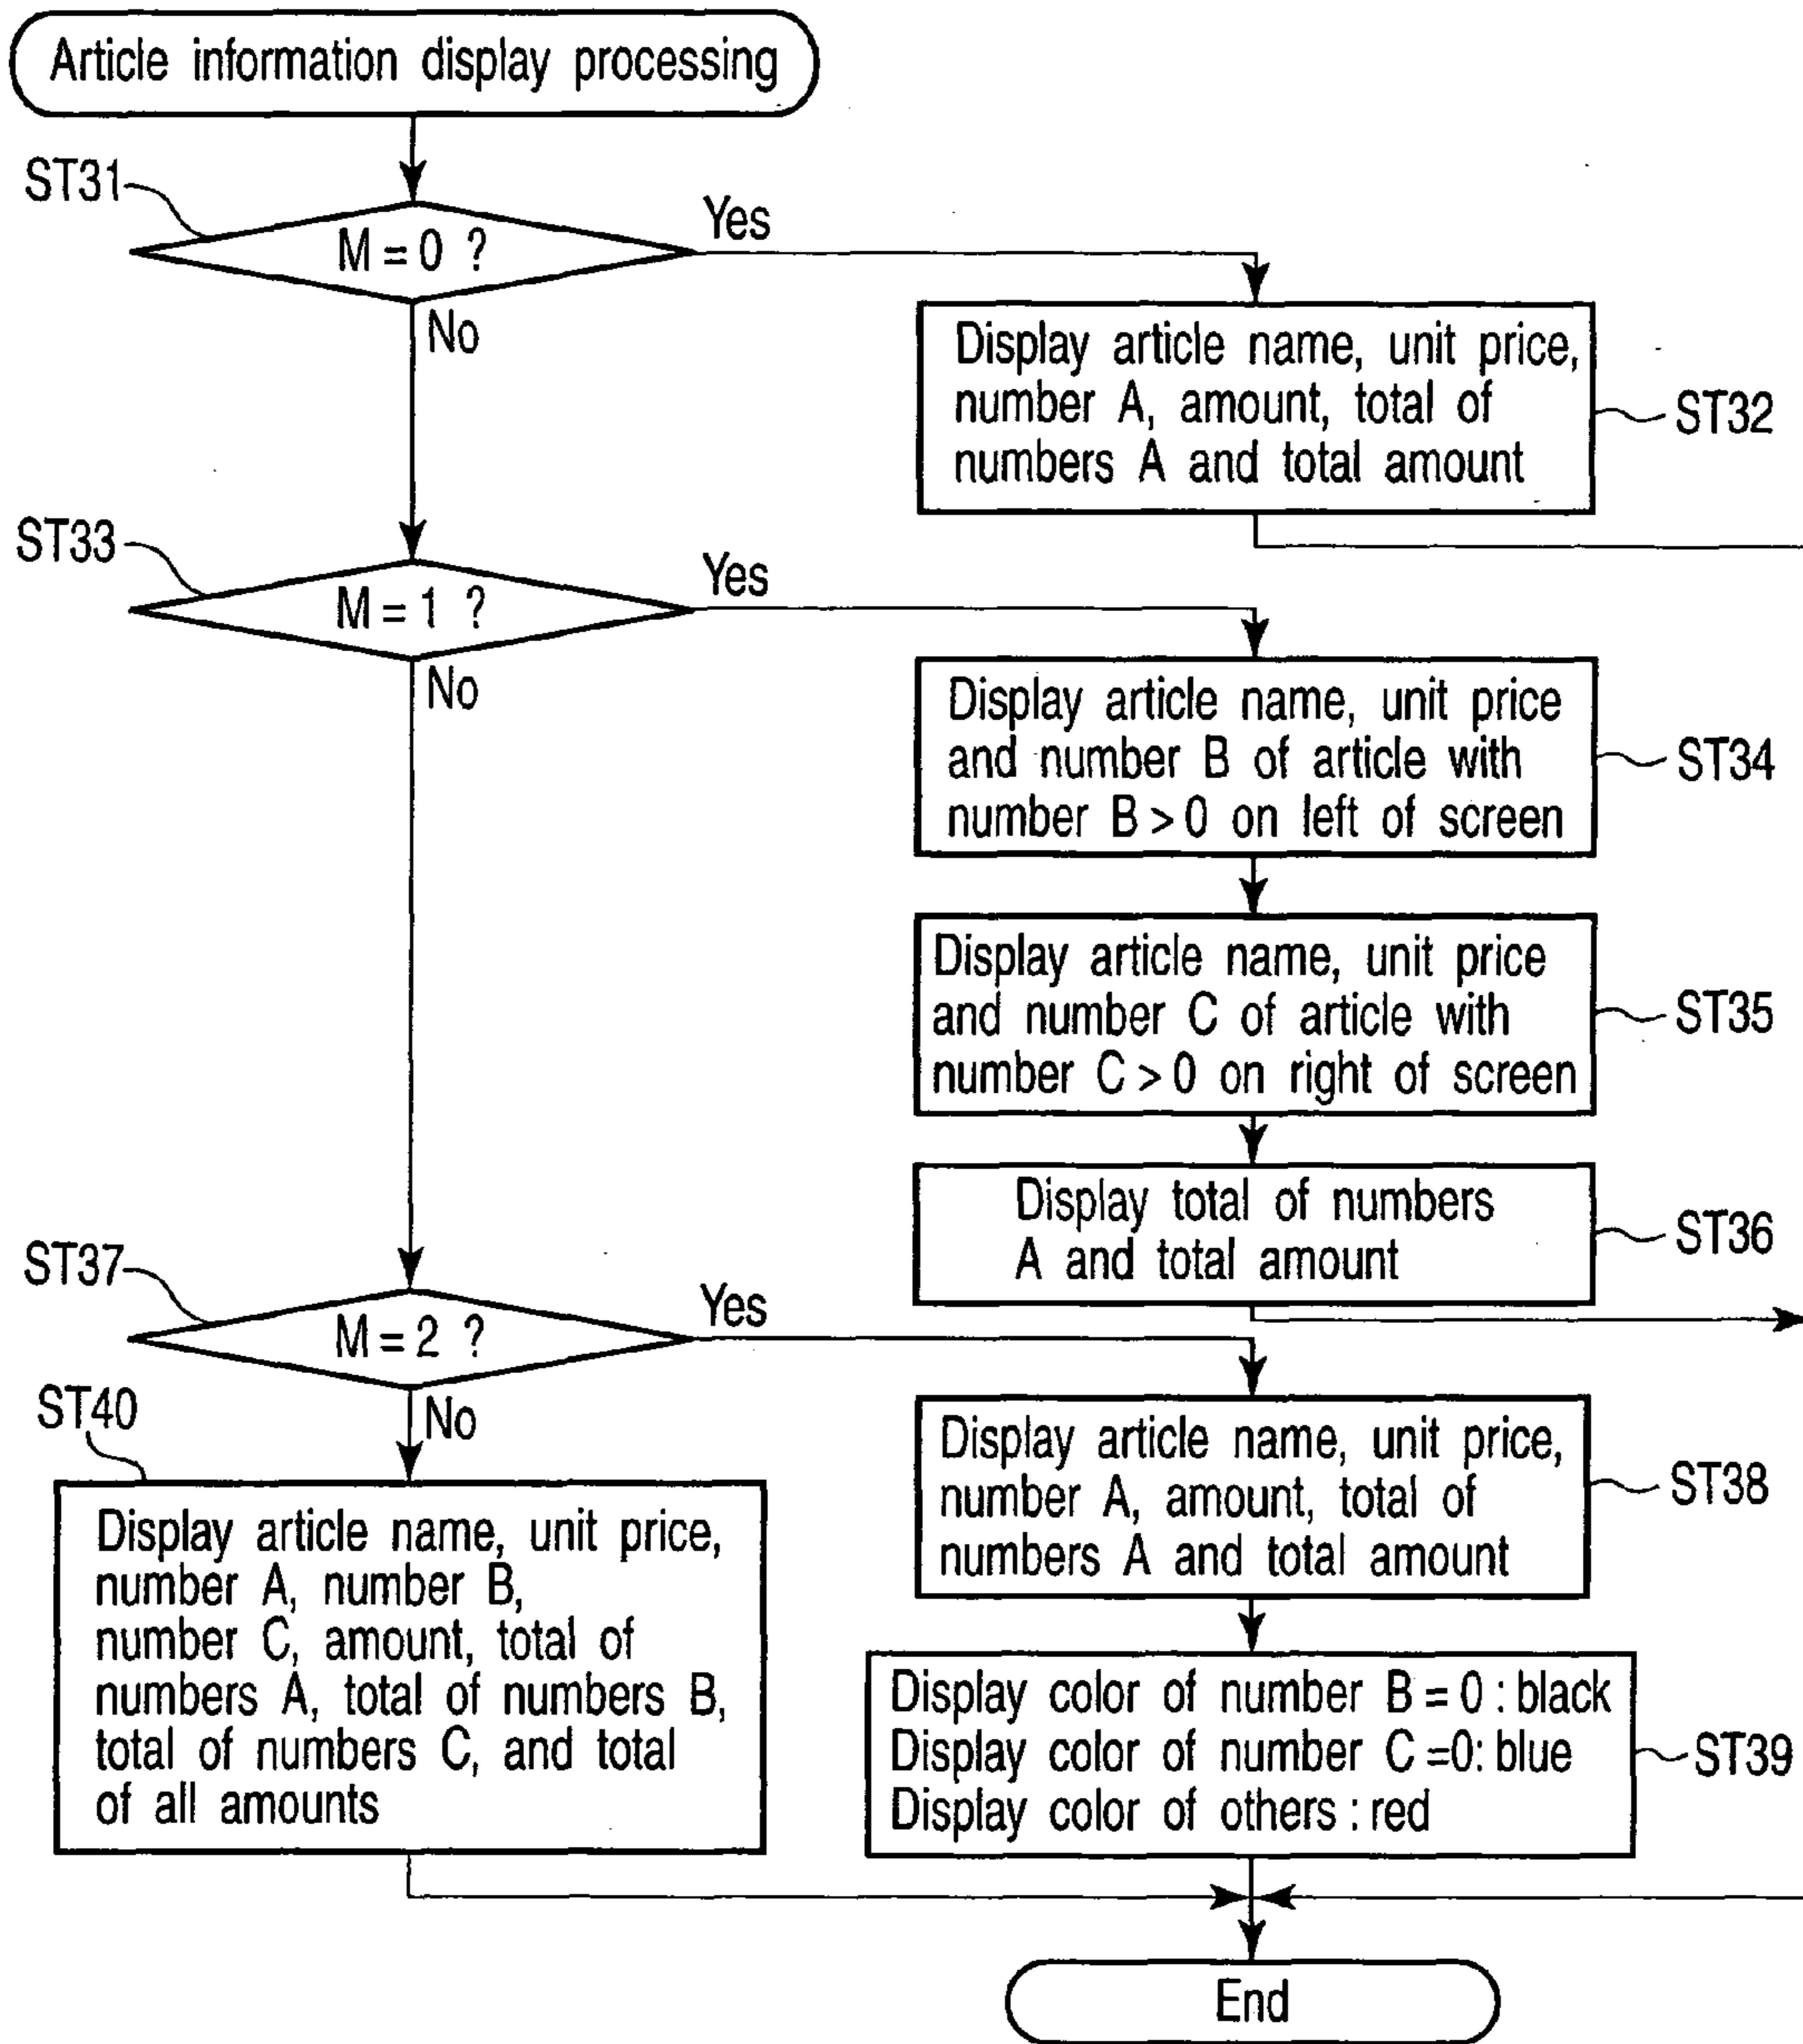 Article information display processing
ST31
M = 0 ?
Yes
No
Display article name, unit price,
number A, amount, total of
numbers A and total amount
ST32
ST33
M = 1 ?
Yes
No
Display article name, unit price
and number B of article with
number B > 0 on left of screen
ST34
Display article name, unit price
and number C of article with
number C > 0 on right of screen
ST35
Display total of numbers
A and total amount
ST36
ST37
M = 2 ?
Yes
No
Display article name, unit price,
number A, amount, total of
numbers A and total amount
ST38
ST40
Display article name, unit price,
number A, number B,
number C, amount, total of
numbers A, total of numbers B,
total of numbers C, and total
of all amounts
Display color of number B = 0 : black
Display color of number C =0: blue
Display color of others : red
ST39
End